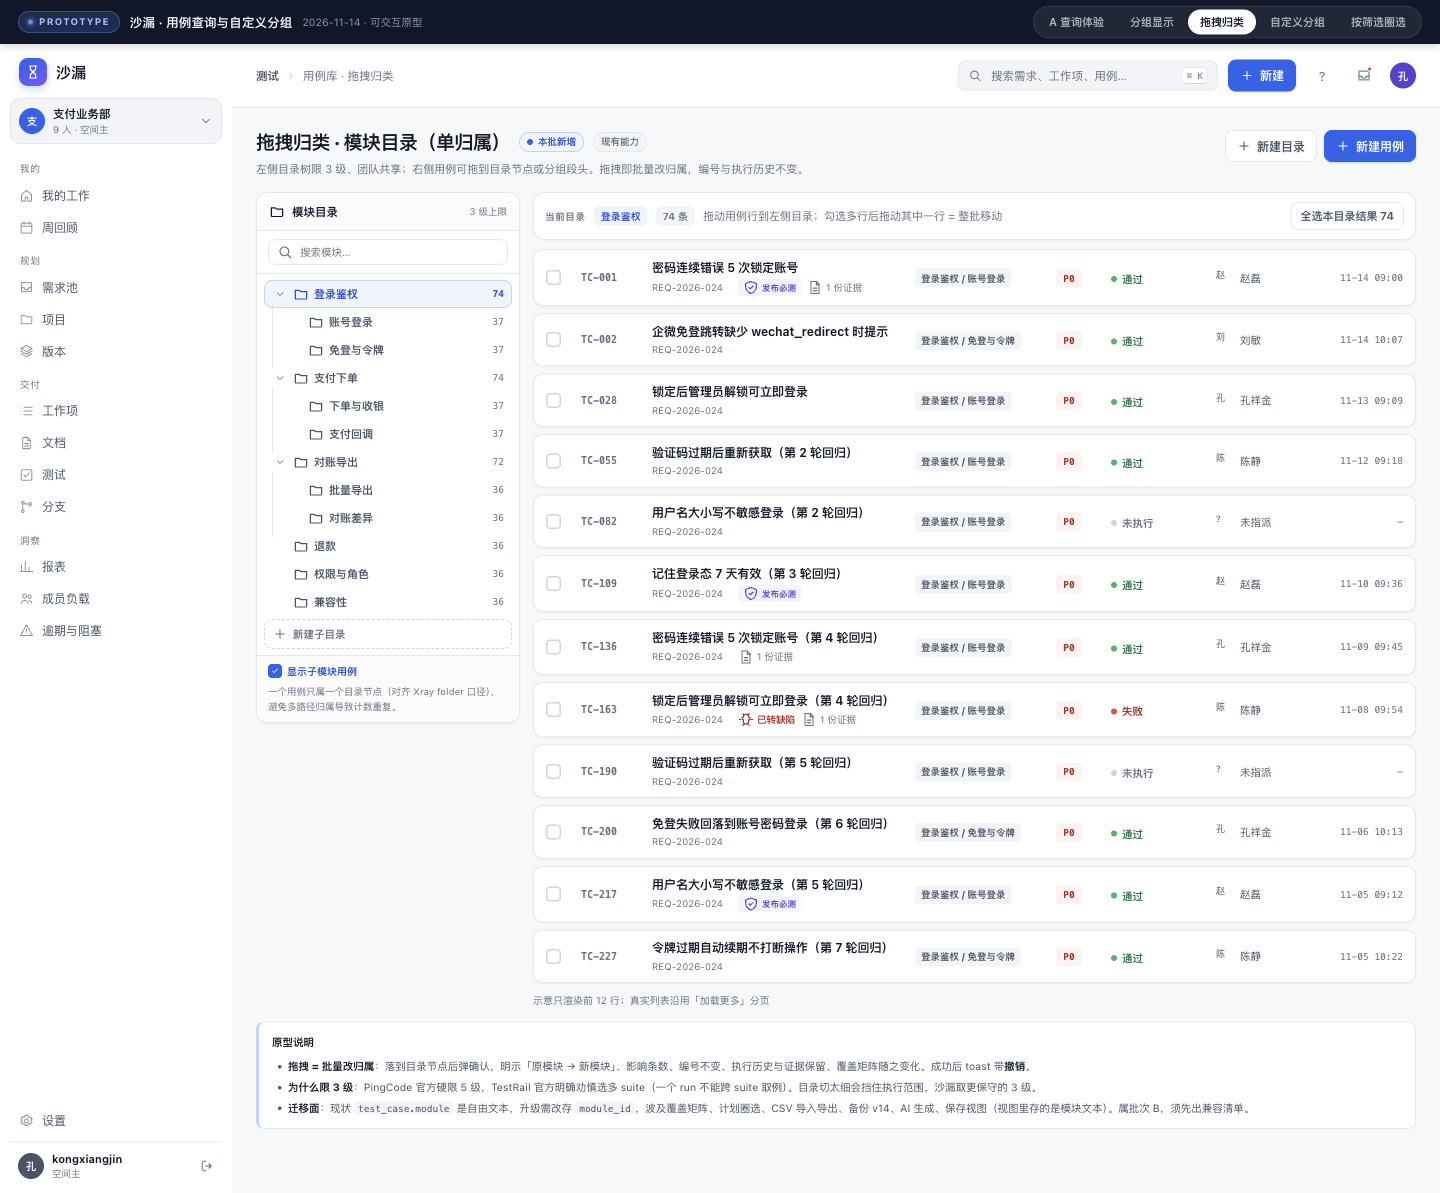 PROTOTYPE 沙漏 · 用例查询与自定义分组 2026-11-14 · 可交互原型 A 查询体验 分组显示 拖拽归类 自定义分组 按筛选圈选
沙漏
支 支付业务部
9 人 · 空间主
我的
我的工作
周回顾
规划
需求池
项目
版本
交付
工作项
文档
测试
分支
洞察
报表
成员负载
逾期与阻塞
设置
孔 kongxiangjin
空间主
测试 用例库 · 拖拽归类 搜索需求、工作项、用例... ⌘ K 新建 ? 孔
拖拽归类 · 模块目录（单归属） 本批新增 现有能力 新建目录 新建用例
左侧目录树限 3 级、团队共享；右侧用例可拖到目录节点或分组段头。拖拽即批量改归属，编号与执行历史不变。
模块目录 3 级上限
搜索模块...
登录鉴权 74
账号登录 37
免登与令牌 37
支付下单 74
下单与收银 37
支付回调 37
对账导出 72
批量导出 36
对账差异 36
退款 36
权限与角色 36
兼容性 36
新建子目录
显示子模块用例
一个用例只属一个目录节点（对齐 Xray folder 口径），
避免多路径归属导致计数重复。
当前目录 登录鉴权 74 条 拖动用例行到左侧目录；勾选多行后拖动其中一行 = 整批移动 全选本目录结果 74
TC-001 密码连续错误 5 次锁定账号 登录鉴权 / 账号登录 P0 通过 赵 赵磊 11-14 09:00
REQ-2026-024 · 发布必测 1 份证据
TC-002 企微免登跳转缺少 wechat_redirect 时提示 登录鉴权 / 免登与令牌 P0 通过 刘 刘敏 11-14 10:07
REQ-2026-024 ·
TC-028 锁定后管理员解锁可立即登录 登录鉴权 / 账号登录 P0 通过 孔 孔祥金 11-13 09:09
REQ-2026-024 ·
TC-055 验证码过期后重新获取（第 2 轮回归） 登录鉴权 / 账号登录 P0 通过 陈 陈静 11-12 09:18
REQ-2026-024 ·
TC-082 用户名大小写不敏感登录（第 2 轮回归） 登录鉴权 / 账号登录 P0 未执行 ? 未指派 —
REQ-2026-024 ·
TC-109 记住登录态 7 天有效（第 3 轮回归） 登录鉴权 / 账号登录 P0 通过 赵 赵磊 11-10 09:36
REQ-2026-024 · 发布必测
TC-136 密码连续错误 5 次锁定账号（第 4 轮回归） 登录鉴权 / 账号登录 P0 通过 孔 孔祥金 11-09 09:45
REQ-2026-024 · 1 份证据
TC-163 锁定后管理员解锁可立即登录（第 4 轮回归） 登录鉴权 / 账号登录 P0 失败 陈 陈静 11-08 09:54
REQ-2026-024 · 已转缺陷 1 份证据
TC-190 验证码过期后重新获取（第 5 轮回归） 登录鉴权 / 账号登录 P0 未执行 ? 未指派 —
REQ-2026-024 ·
TC-200 免登失败回落到账号密码登录（第 6 轮回归） 登录鉴权 / 免登与令牌 P0 通过 孔 孔祥金 11-06 10:13
REQ-2026-024 ·
TC-217 用户名大小写不敏感登录（第 5 轮回归） 登录鉴权 / 账号登录 P0 通过 赵 赵磊 11-05 09:12
REQ-2026-024 · 发布必测
TC-227 令牌过期自动续期不打断操作（第 7 轮回归） 登录鉴权 / 免登与令牌 P0 通过 陈 陈静 11-05 10:22
REQ-2026-024 ·
示意只渲染前 12 行；真实列表沿用「加载更多」分页
原型说明
• 拖拽 = 批量改归属：落到目录节点后弹确认，明示「原模块 → 新模块」、影响条数、编号不变、执行历史与证据保留、覆盖矩阵随之变化。成功后 toast 带撤销。
• 为什么限 3 级：PingCode 官方硬限 5 级，TestRail 官方明确劝慎选多 suite（一个 run 不能跨 suite 取例）。目录切太细会挡住执行范围，沙漏取更保守的 3 级。
• 迁移面：现状 test_case.module 是自由文本，升级需改存 module_id，波及覆盖矩阵、计划圈选、CSV 导入导出、备份 v14、AI 生成、保存视图（视图里存的是模块文本）。属批次 B，须先出兼容清单。